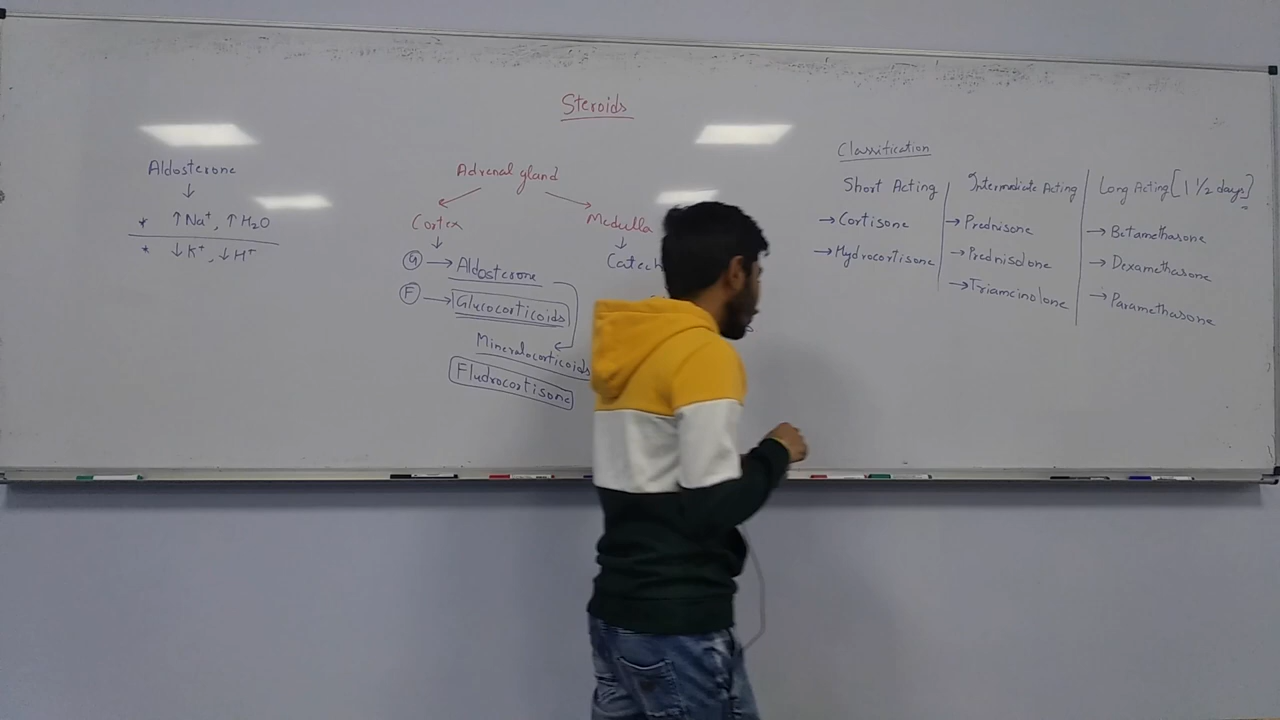 Steroids
Aldosterone
↓
* ↑Na⁺, ↑H₂O
* ↓K⁺, ↓H⁺
Adrenal gland
Cortex
Medulla
↓
↓
G → Aldosterone
F → Glucocorticoids
Mineralocorticoids
Fludrocortisone
Classification
Short Acting
→ Cortisone
→ Hydrocortisone
Intermediate Acting
→ Prednisone
→ Prednisolone
→ Triamcinolone
Long Acting [1 1/2 days]
→ Betamethasone
→ Dexamethasone
→ Paramethasone